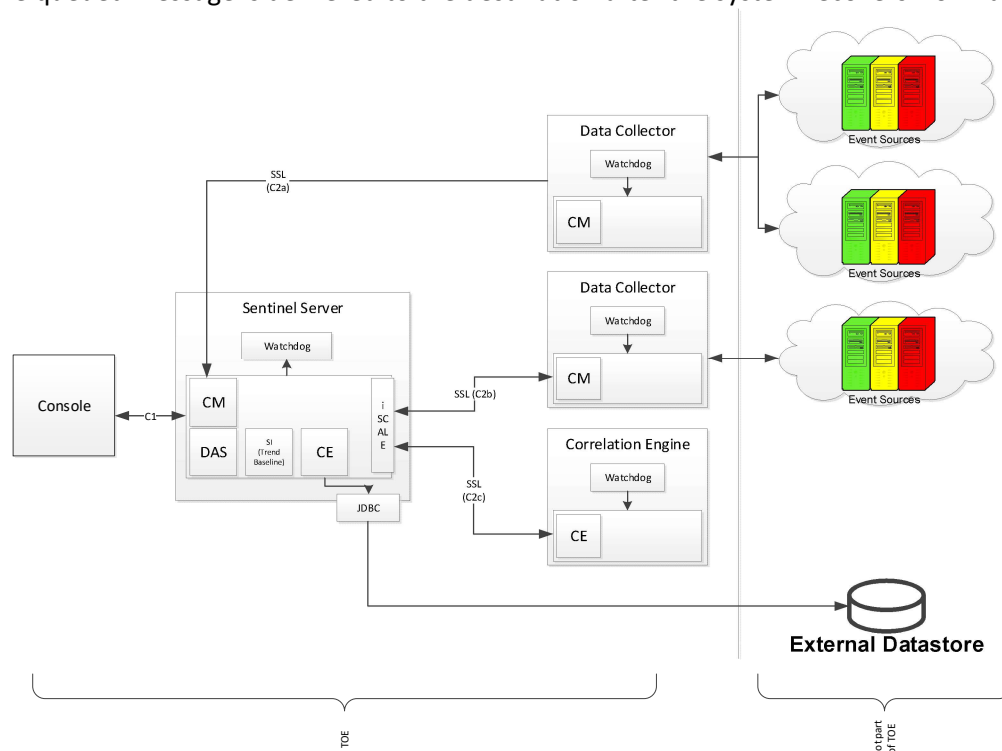 Data Collector
Watchdog
CM
Event Sources
SSL
(C2a)
Event Sources
Data Collector
Watchdog
CM
Event Sources
Sentinel Server
Watchdog
CM
DAS
SI
(Trend
Baseline)
CE
i
SC
AL
E
JDBC
Console
C1
SSL (C2b)
SSL
(C2c)
Correlation Engine
Watchdog
CE
External Datastore
TOE
of TOE